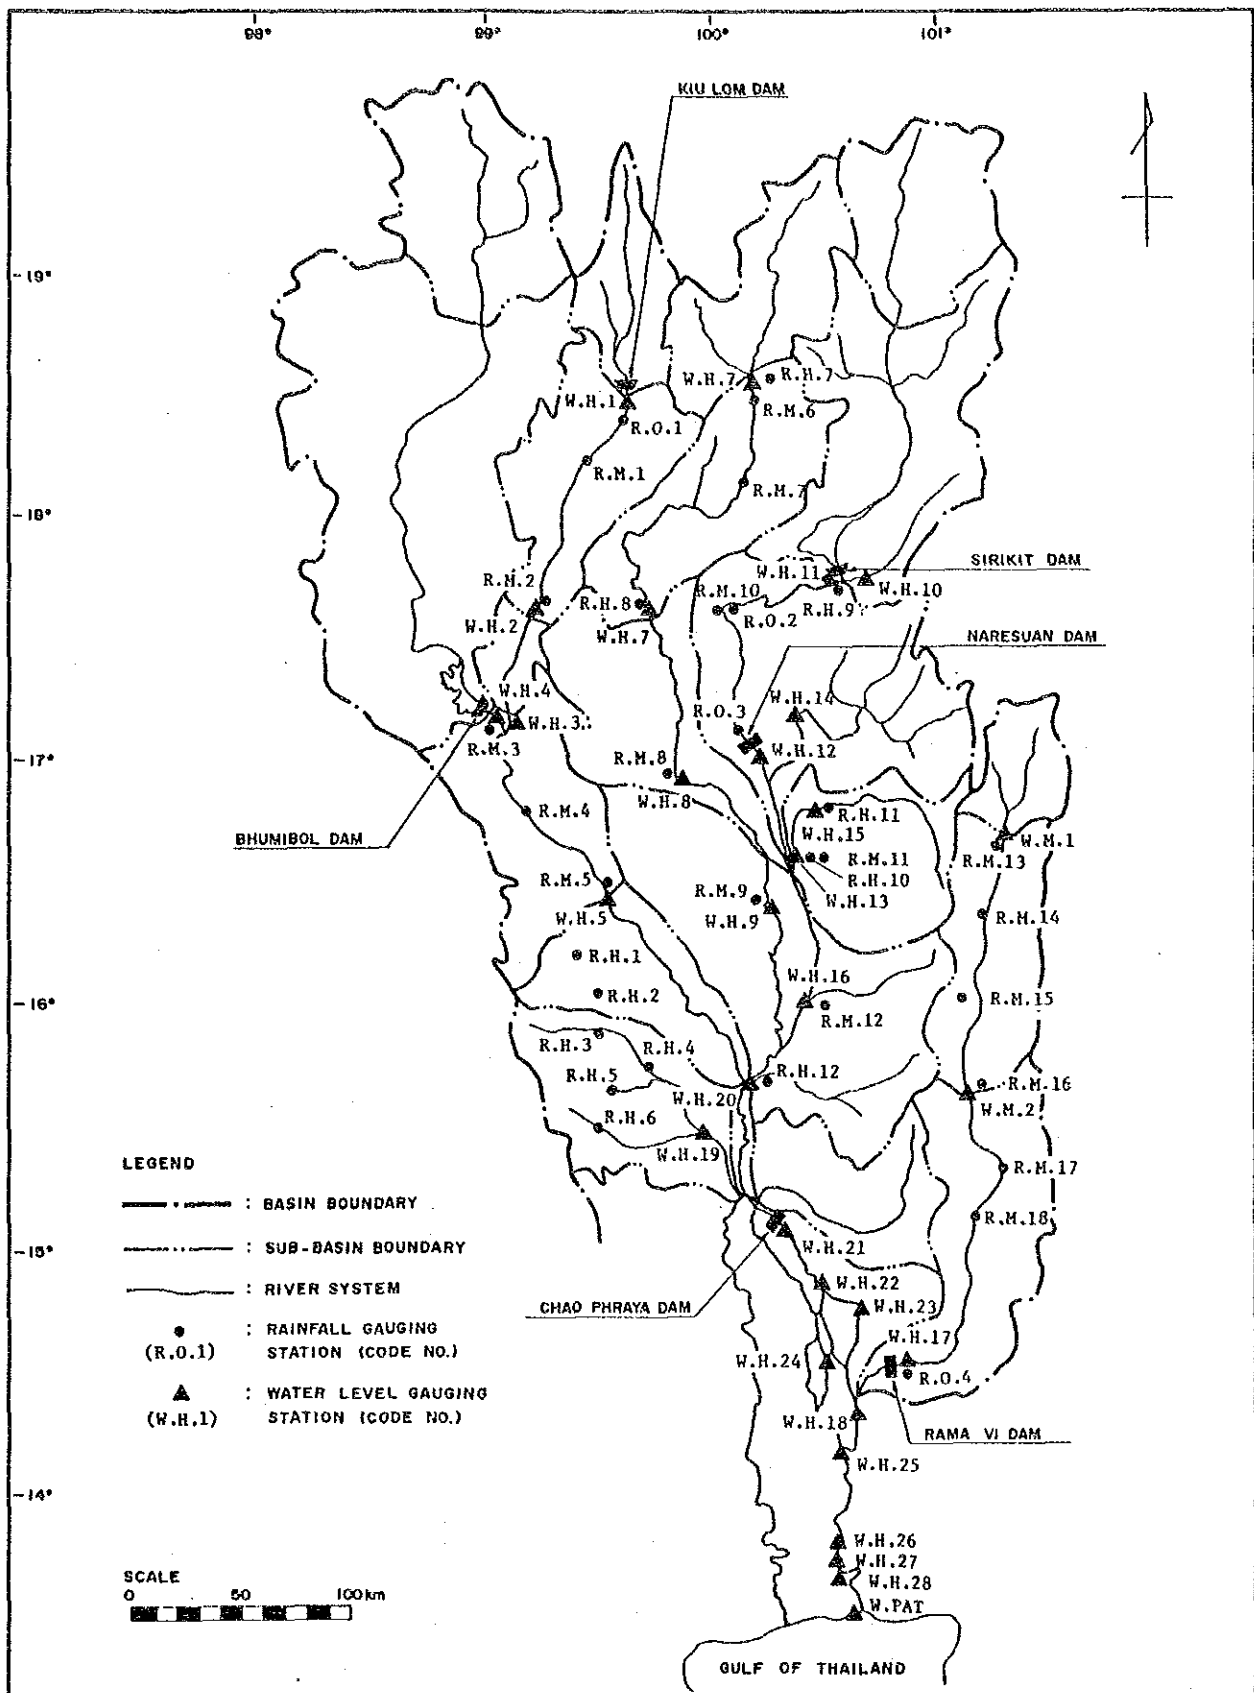 98° 99° 100° 101°
KIU LOM DAM
-19°
W.H.7 R.H.7
W.H.1 R.M.6
R.O.1
R.M.1
R.M.7
-18°
SIRIKIT DAM
W.H.11
R.M.2 R.M.10 W.H.10
R.H.8 R.H.9
R.O.2
W.H.2 W.H.7
NARESUAN DAM
W.H.4 W.H.14
R.O.3
W.H.3
R.M.3 W.H.12
-17°
R.M.8
W.H.8
R.M.4 R.H.11
BHUMIBOL DAM W.H.15 W.M.1
R.M.11 R.M.13
R.M.5 R.H.10
R.M.9 W.H.13
W.H.5 W.H.9 R.M.14
R.H.1
W.H.16
R.H.2 R.M.15
-16°
R.M.12
R.H.3 R.H.4
R.H.5 R.H.12 R.M.16
W.H.20 W.M.2
R.H.6
W.H.19
R.M.17
LEGEND
: BASIN BOUNDARY
R.M.18
: SUB-BASIN BOUNDARY
-15°
W.H.21
: RIVER SYSTEM
W.H.22
CHAO PHRAYA DAM W.H.23
: RAINFALL GAUGING
(R.O.1) STATION (CODE NO.)
W.H.17
W.H.24
R.O.4
: WATER LEVEL GAUGING
(W.H.1) STATION (CODE NO.)
W.H.18
RAMA VI DAM
W.H.25
-14°
W.H.26
W.H.27
W.H.28
W.PAT
SCALE
0 50 100km
GULF OF THAILAND